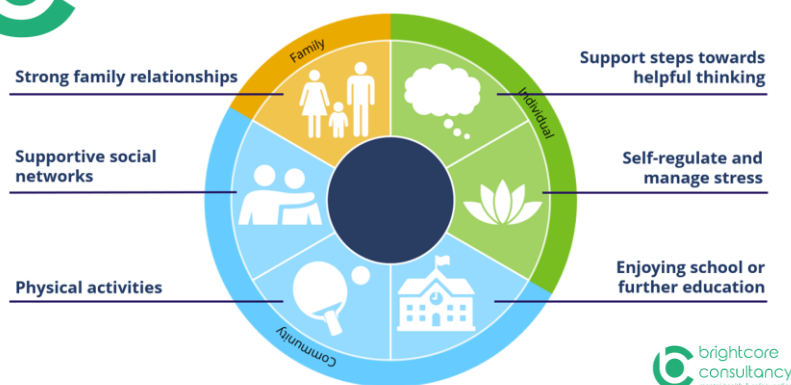 Family
Individual
Community
Strong family relationships
Supportive social
networks
Physical activities
Support steps towards
helpful thinking
Self-regulate and
manage stress
Enjoying school or
further education
brightcore
consultancy